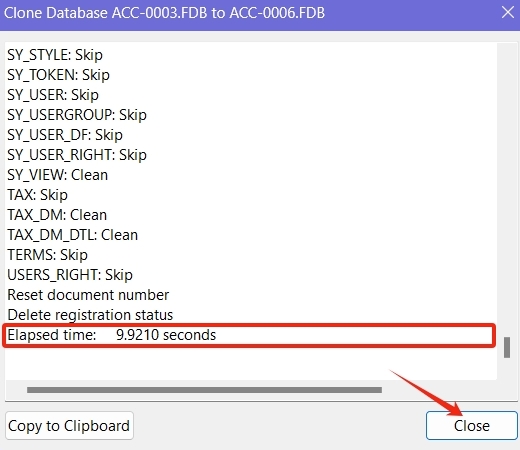 Clone Database ACC-0003.FDB to ACC-0006.FDB
SY_STYLE: Skip
SY_TOKEN: Skip
SY_USER: Skip
SY_USERGROUP: Skip
SY_USER_DF: Skip
SY_USER_RIGHT: Skip
SY_VIEW: Clean
TAX: Skip
TAX_DM: Clean
TAX_DM_DTL: Clean
TERMS: Skip
USERS_RIGHT: Skip
Reset document number
Delete registration status
Elapsed time: 9.9210 seconds
Copy to Clipboard
Close